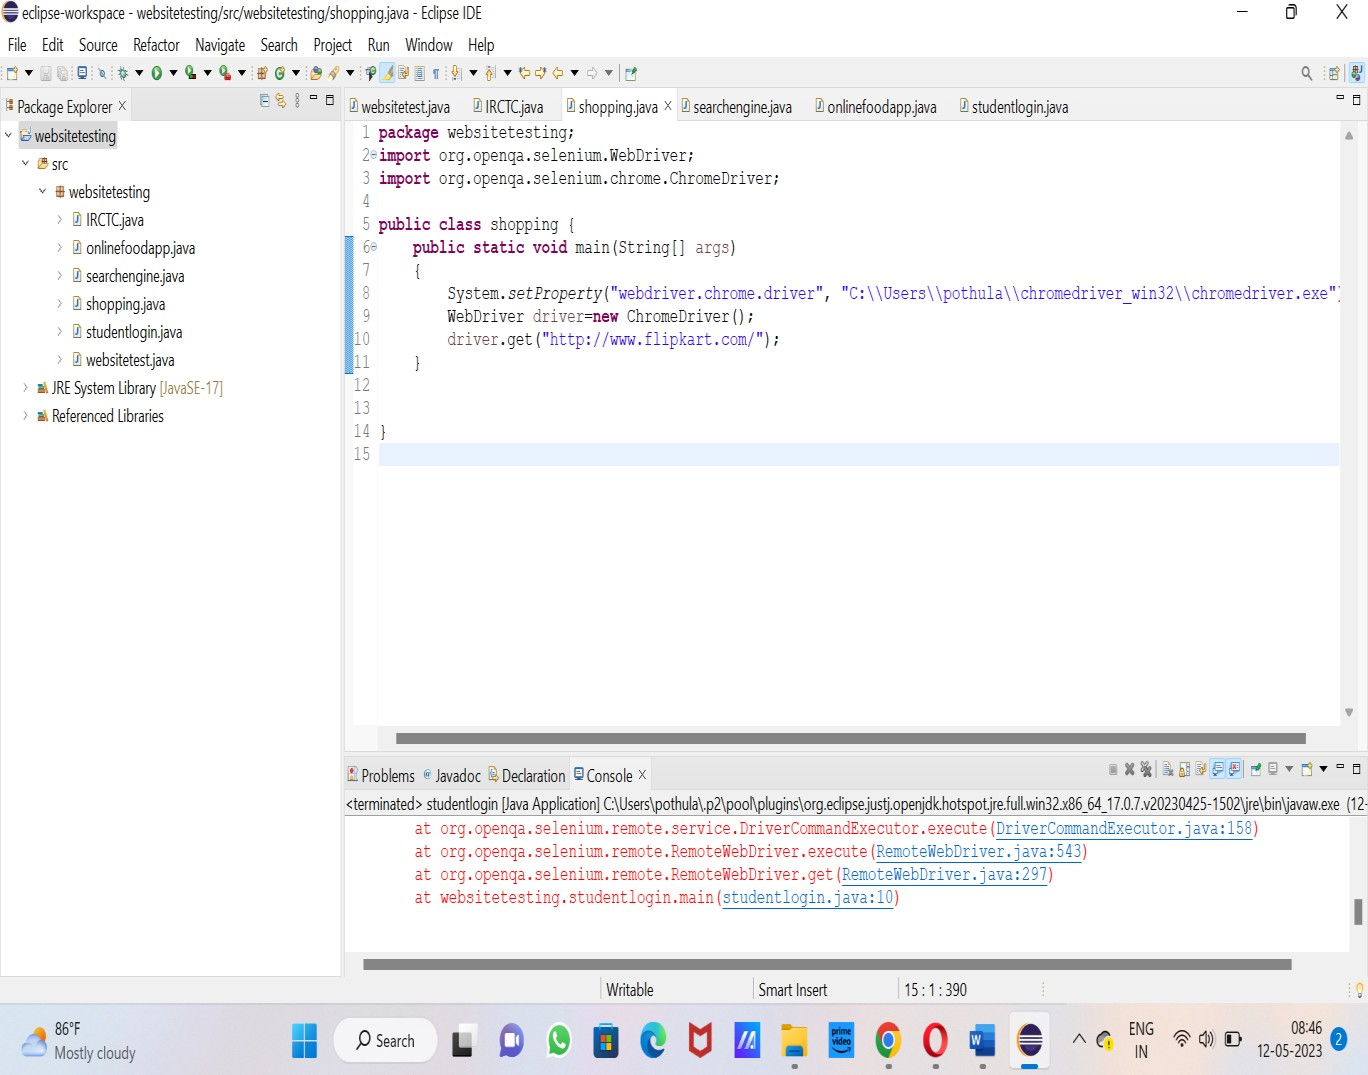 eclipse-workspace - websitetesting/src/websitetesting/shopping.java - Eclipse IDE
File Edit Source Refactor Navigate Search Project Run Window Help
Package Explorer
websitetesting
src
websitetesting
IRCTC.java
onlinefoodapp.java
searchengine.java
shopping.java
studentlogin.java
websitetest.java
JRE System Library [JavaSE-17]
Referenced Libraries
websitetest.java IRCTC.java shopping.java searchengine.java onlinefoodapp.java studentlogin.java
1 package websitetesting;
2 import org.openqa.selenium.WebDriver;
3 import org.openqa.selenium.chrome.ChromeDriver;
4
5 public class shopping {
6 public static void main(String[] args)
7 {
8 System.setProperty("webdriver.chrome.driver", "C:\\Users\\pothula\\chromedriver_win32\\chromedriver.exe")
9 WebDriver driver=new ChromeDriver();
10 driver.get("http://www.flipkart.com/");
11 }
12
13
14 }
15
Problems Javadoc Declaration Console
<terminated> studentlogin [Java Application] C:\Users\pothula\.p2\pool\plugins\org.eclipse.justj.openjdk.hotspot.jre.full.win32.x86_64_17.0.7.v20230425-1502\jre\bin\javaw.exe (12-
at org.openqa.selenium.remote.service.DriverCommandExecutor.execute(DriverCommandExecutor.java:158)
at org.openqa.selenium.remote.RemoteWebDriver.execute(RemoteWebDriver.java:543)
at org.openqa.selenium.remote.RemoteWebDriver.get(RemoteWebDriver.java:297)
at websitetesting.studentlogin.main(studentlogin.java:10)
Writable Smart Insert 15 : 1 : 390
86°F
Mostly cloudy
Search
prime
video
W
ENG
IN
08:46
12-05-2023
2